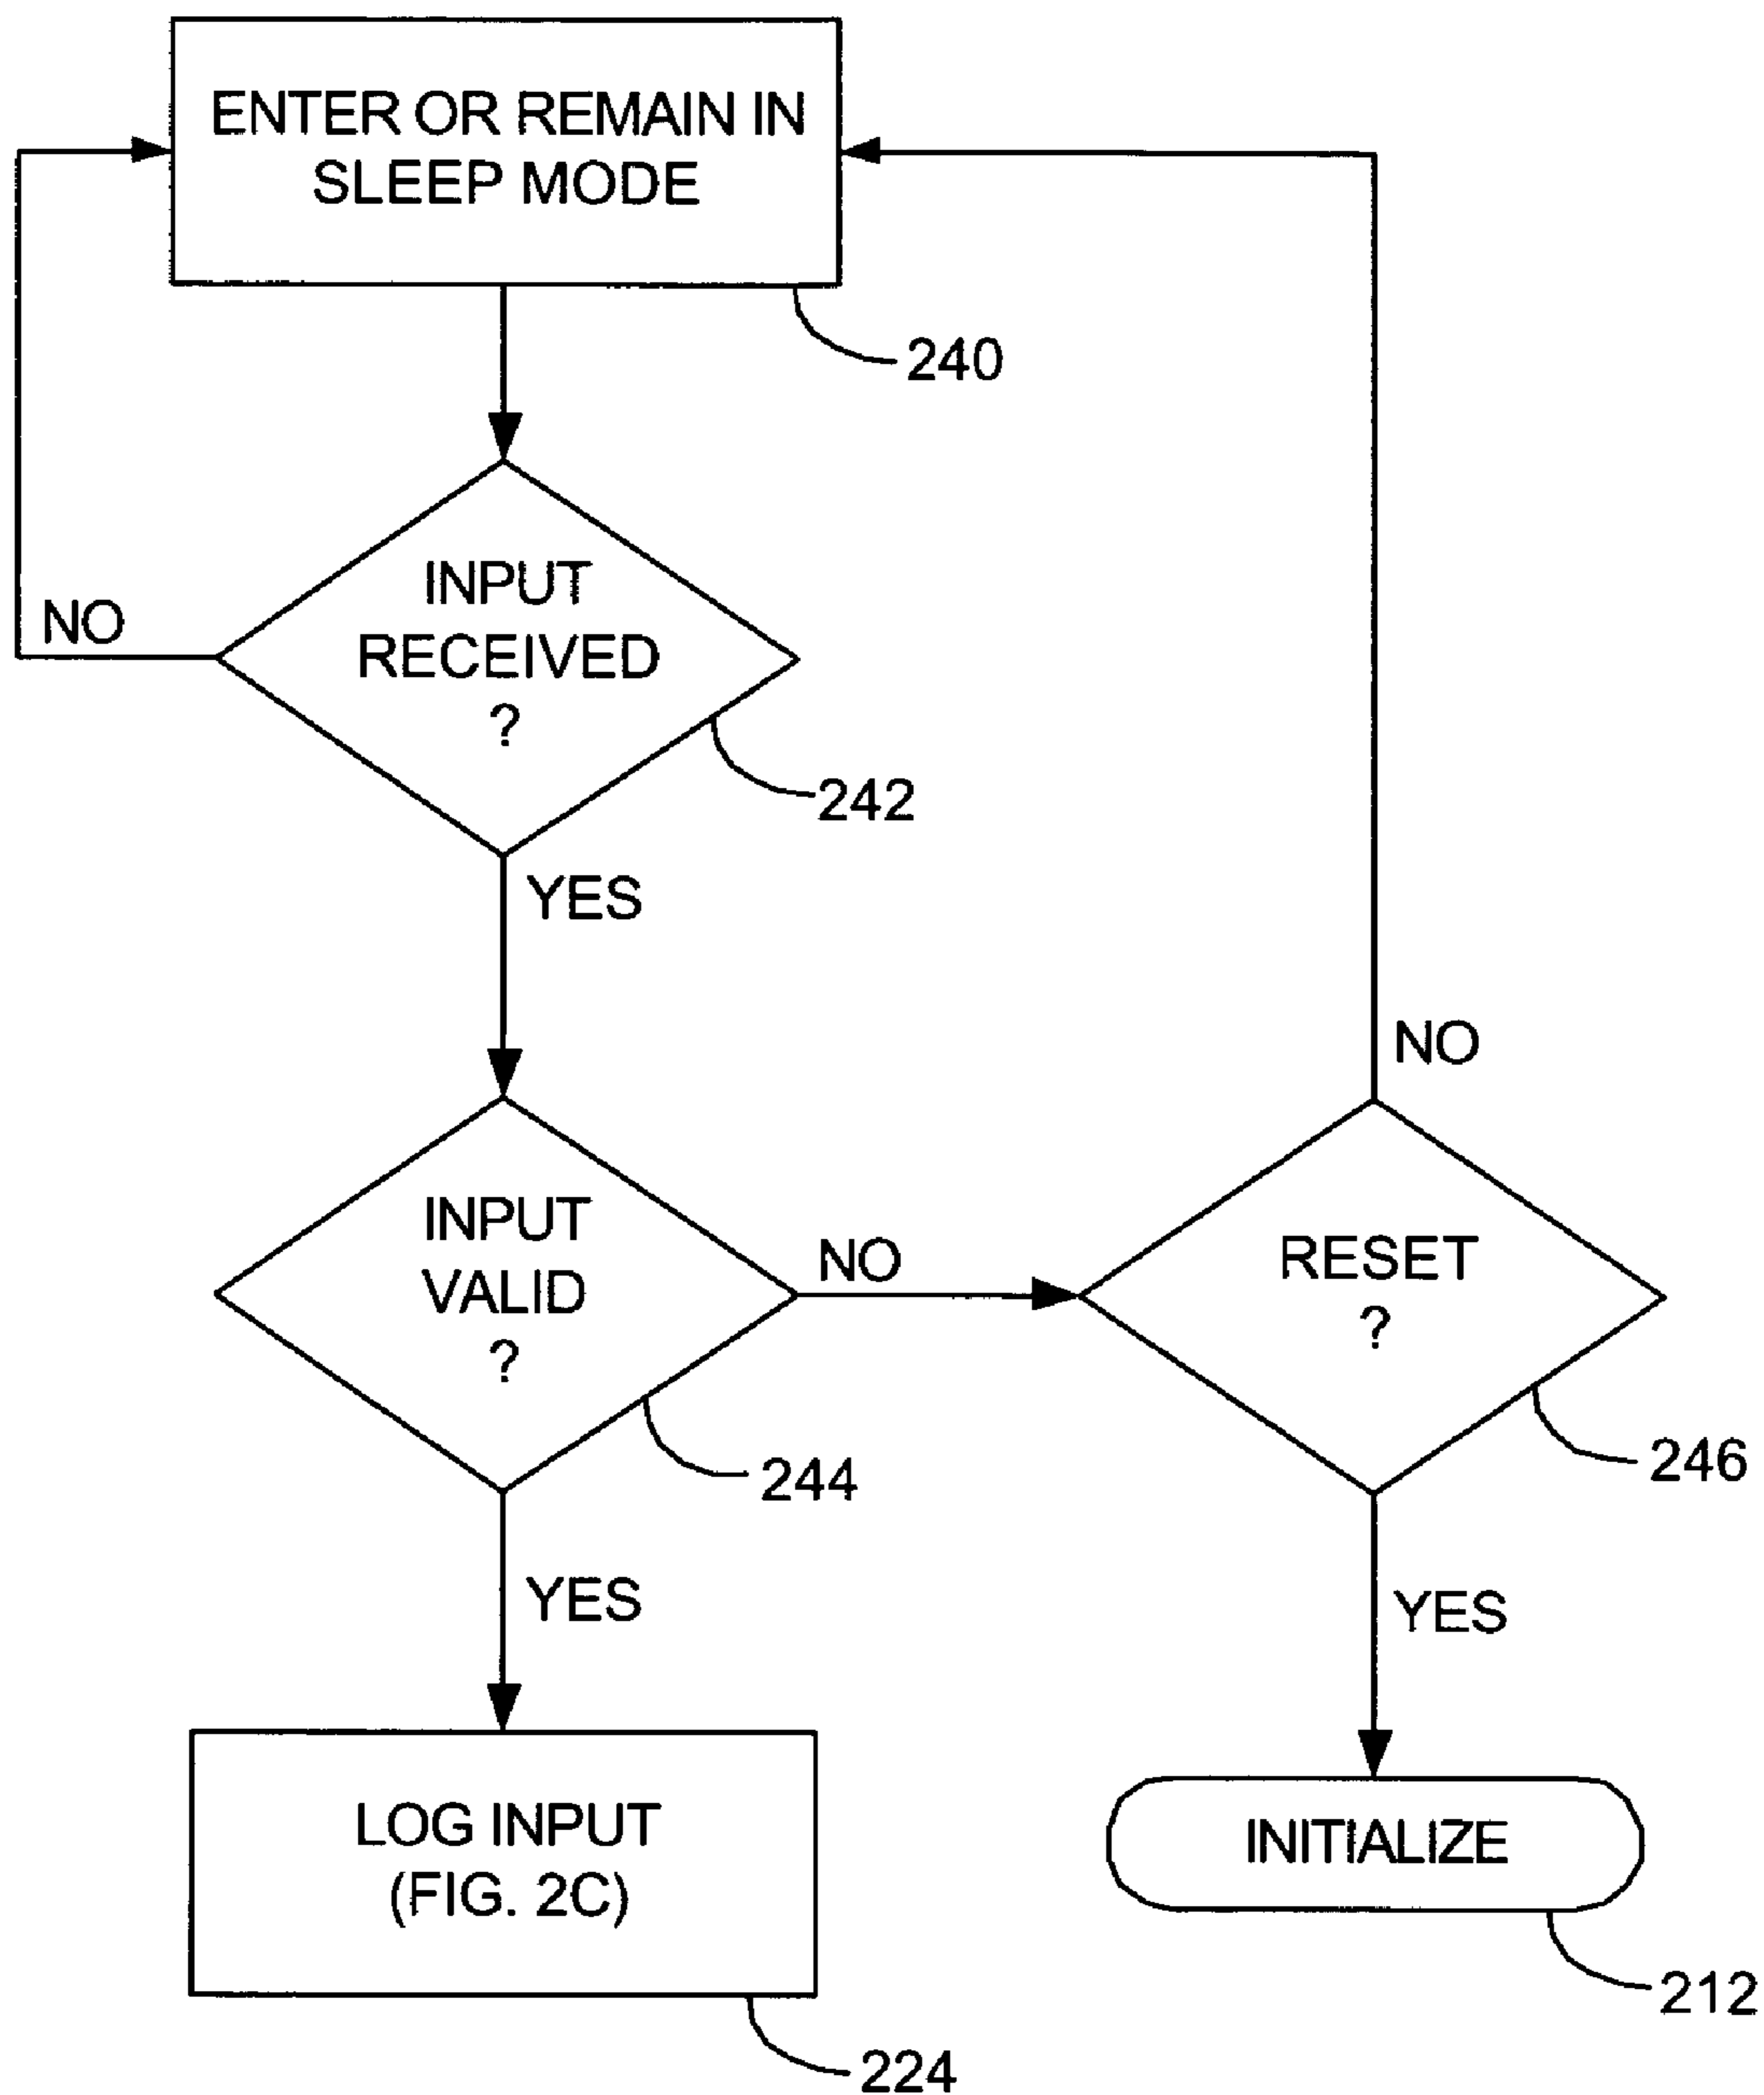 ENTER OR REMAIN IN
SLEEP MODE
240
INPUT
RECEIVED
?
NO
242
YES
INPUT
VALID
?
NO
244
RESET
?
NO
246
YES
YES
LOG INPUT
(FIG. 2C)
224
INITIALIZE
212